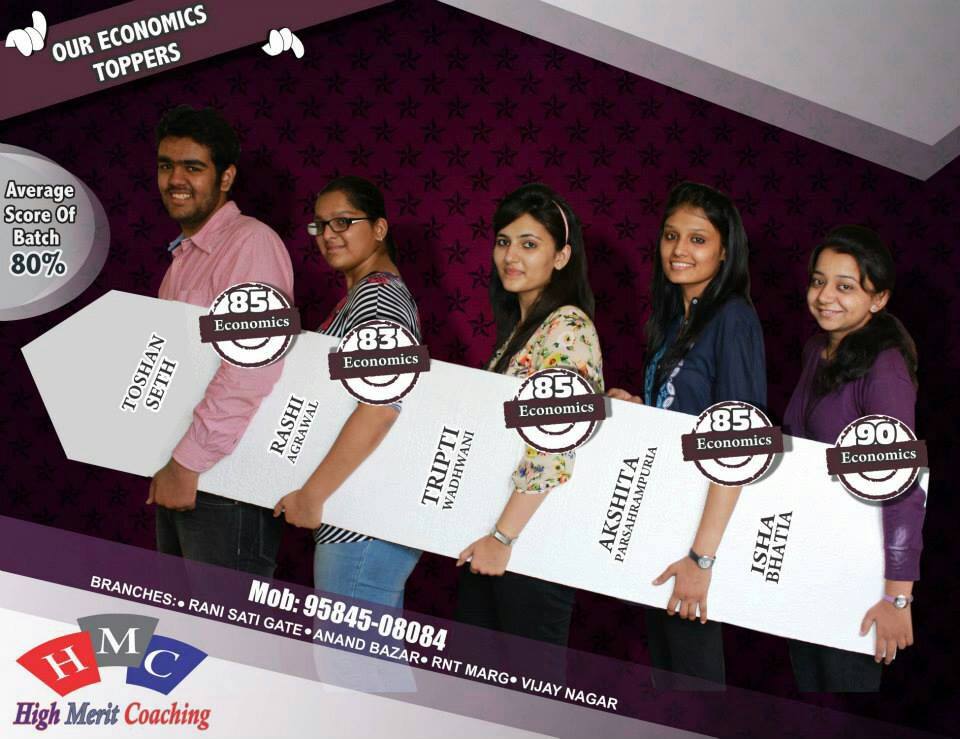 OUR ECONOMICS
TOPPERS
Average
Score Of
Batch
80%
TOSHAN
SETH
85
Economics
RASHI
AGRAWAL
83
Economics
TRIPTI
WADHWANI
85
Economics
AKSHITA
PARSAHRAMPURIA
85
Economics
ISHA
BHATIA
90
Economics
Mob: 95845-08084
BRANCHES:• RANI SATI GATE• ANAND BAZAR• RNT MARG• VIJAY NAGAR
HMC
High Merit Coaching